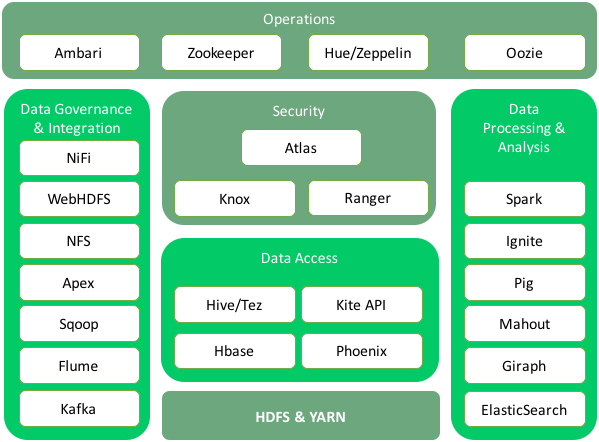 Operations
Ambari
Zookeeper
Hue/Zeppelin
Oozie
Data Governance
& Integration
NiFi
WebHDFS
NFS
Apex
Sqoop
Flume
Kafka
Security
Atlas
Knox
Ranger
Data Access
Hive/Tez
Kite API
Hbase
Phoenix
HDFS & YARN
Data
Processing &
Analysis
Spark
Ignite
Pig
Mahout
Giraph
ElasticSearch